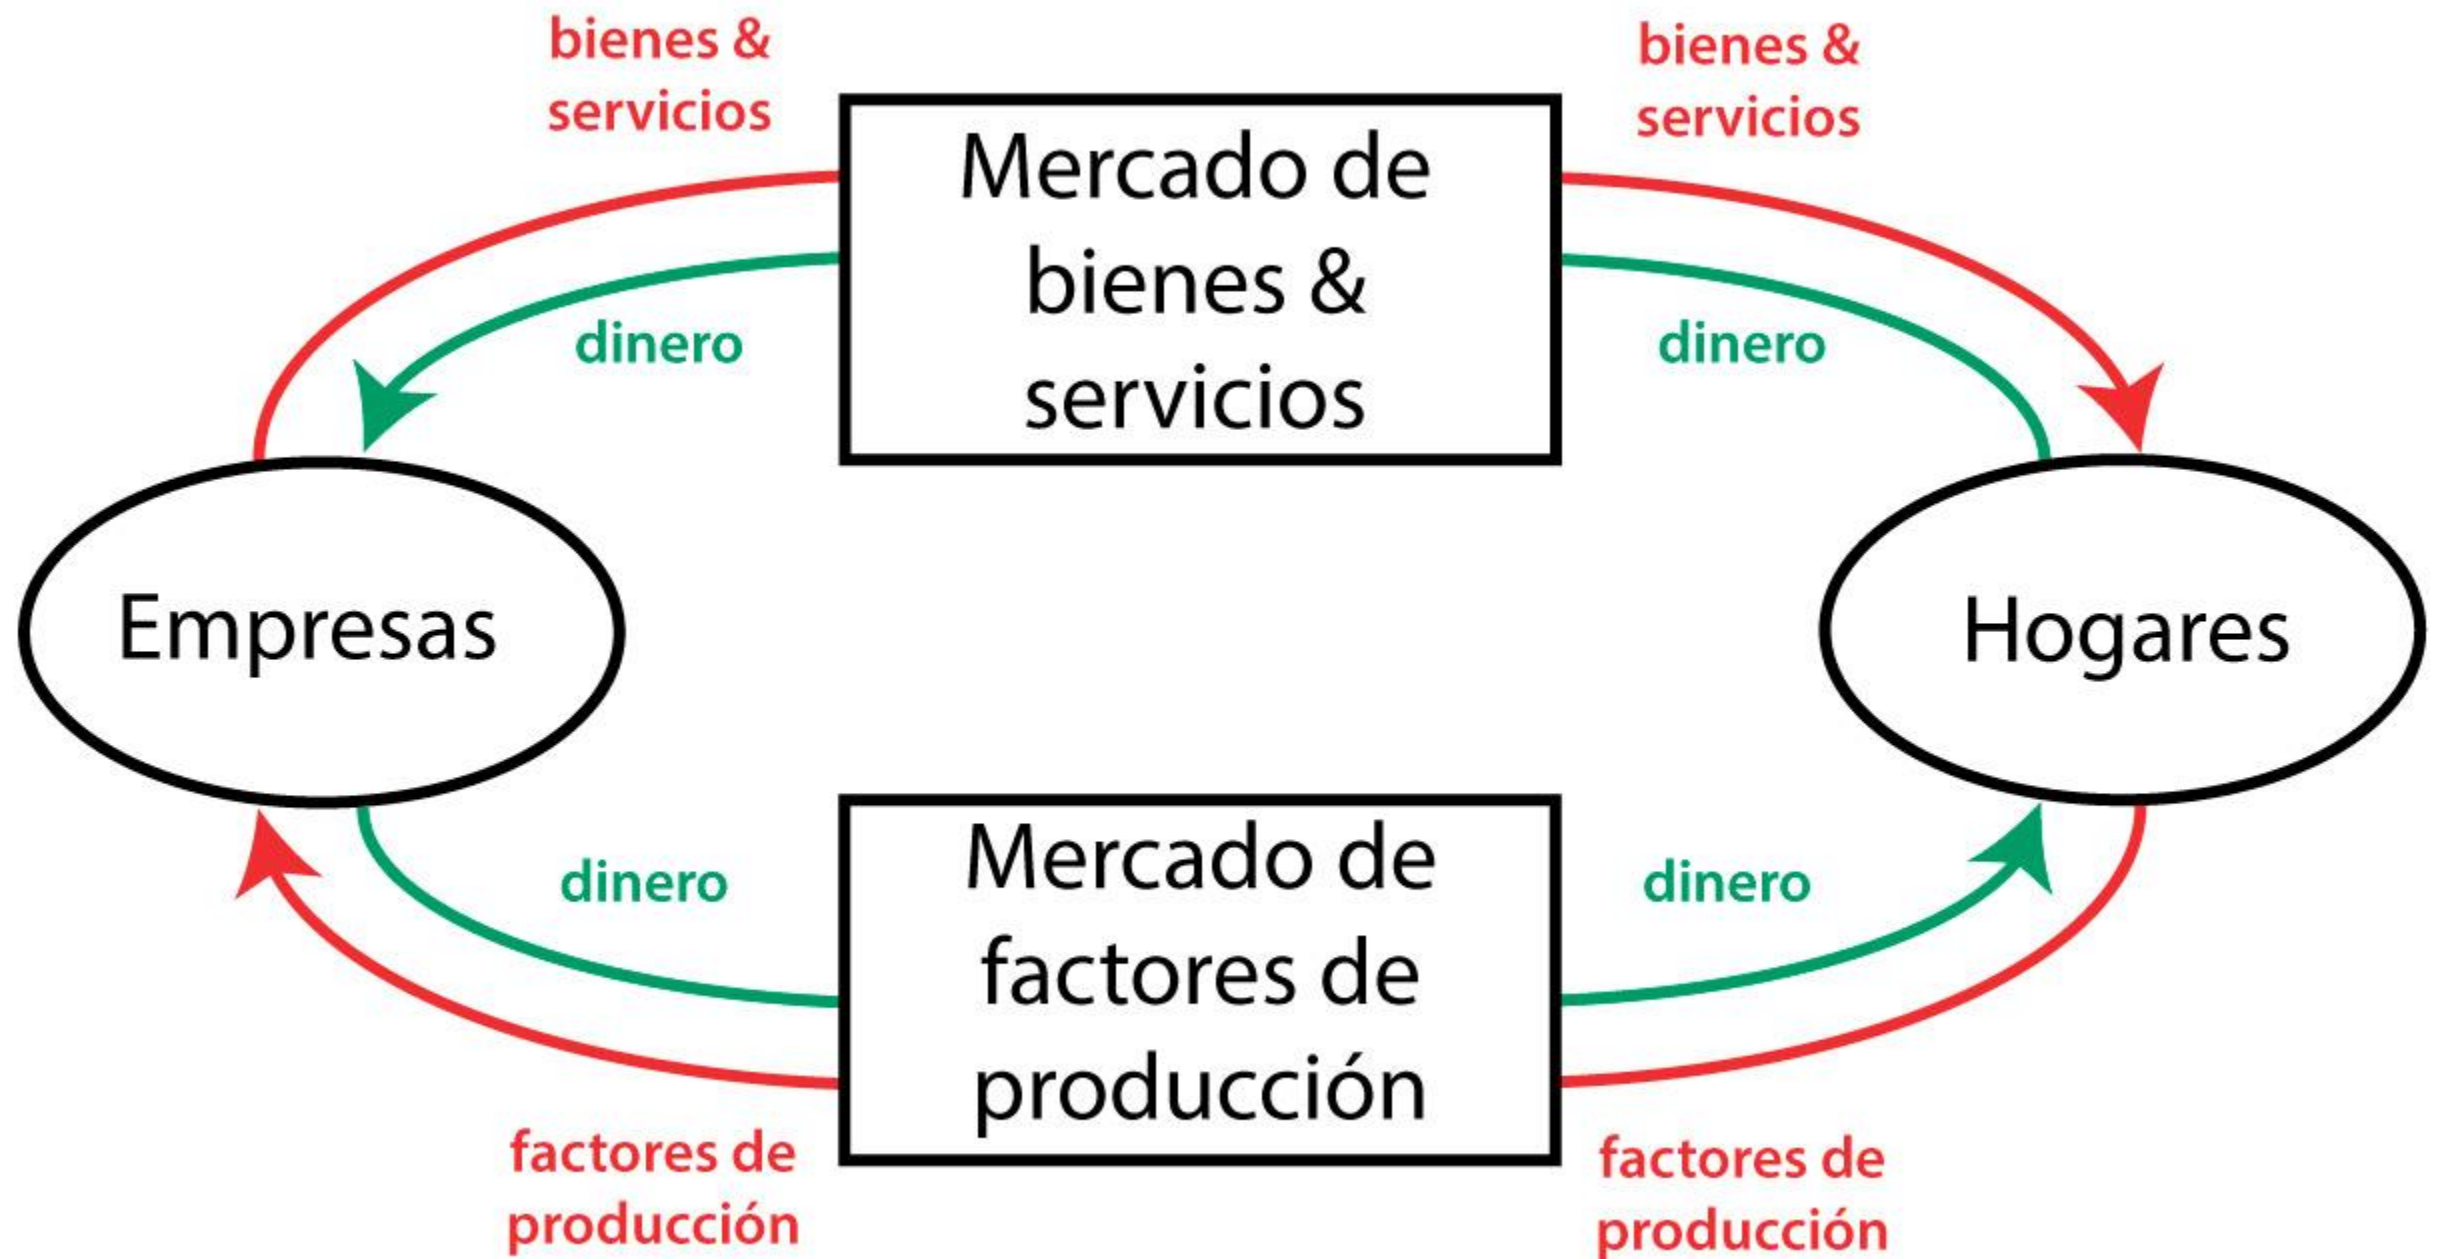 bienes &
servicios
bienes &
servicios
Mercado de
bienes &
servicios
dinero
dinero
Empresas
Hogares
Mercado de
factores de
producción
dinero
dinero
factores de
producción
factores de
producción